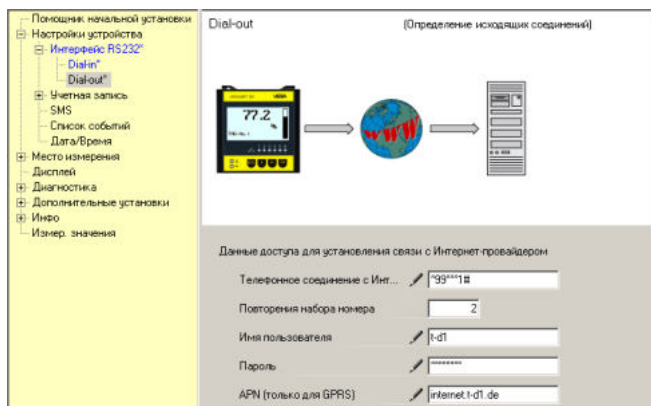 Помощник начальной установки
Настройки устройства
Интерфейс RS232"
Dial-in"
Dial-out"
Учетная запись
SMS
Список событий
Дата/Время
Место измерения
Дисплей
Диагностика
Дополнительные установки
Инфо
Измер. значения
Dial-out
(Определение исходящих соединений)
VEGA
77.2
%
www
Данные доступа для установления связи с Интернет-провайдером
Телефонное соединение с Инт... *99***1#
Повторения набора номера 2
Имя пользователя t-d1
Пароль ********
APN (только для GPRS) internet.t-d1.de